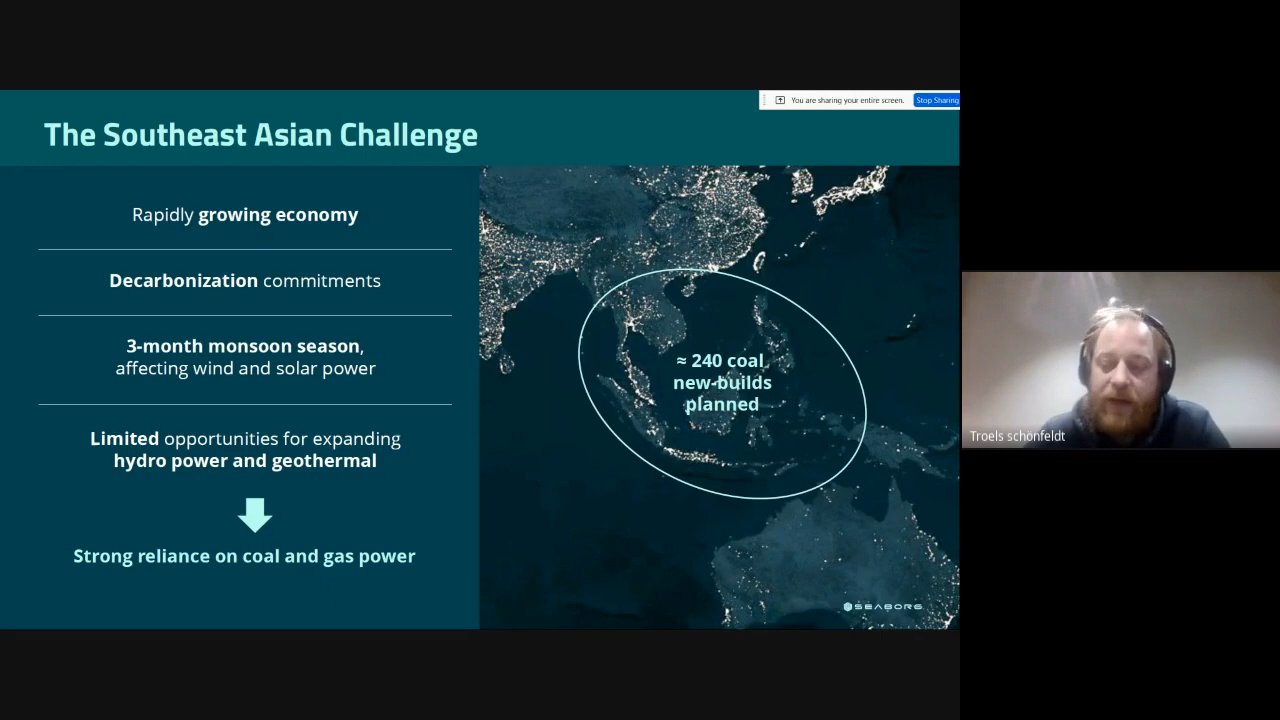 You are sharing your entire screen.
Stop Sharing
The Southeast Asian Challenge
Rapidly growing economy
Decarbonization commitments
3-month monsoon season,
affecting wind and solar power
Limited opportunities for expanding
hydro power and geothermal
Strong reliance on coal and gas power
≈ 240 coal
new-builds
planned
SEABORG
Troels schönfeldt